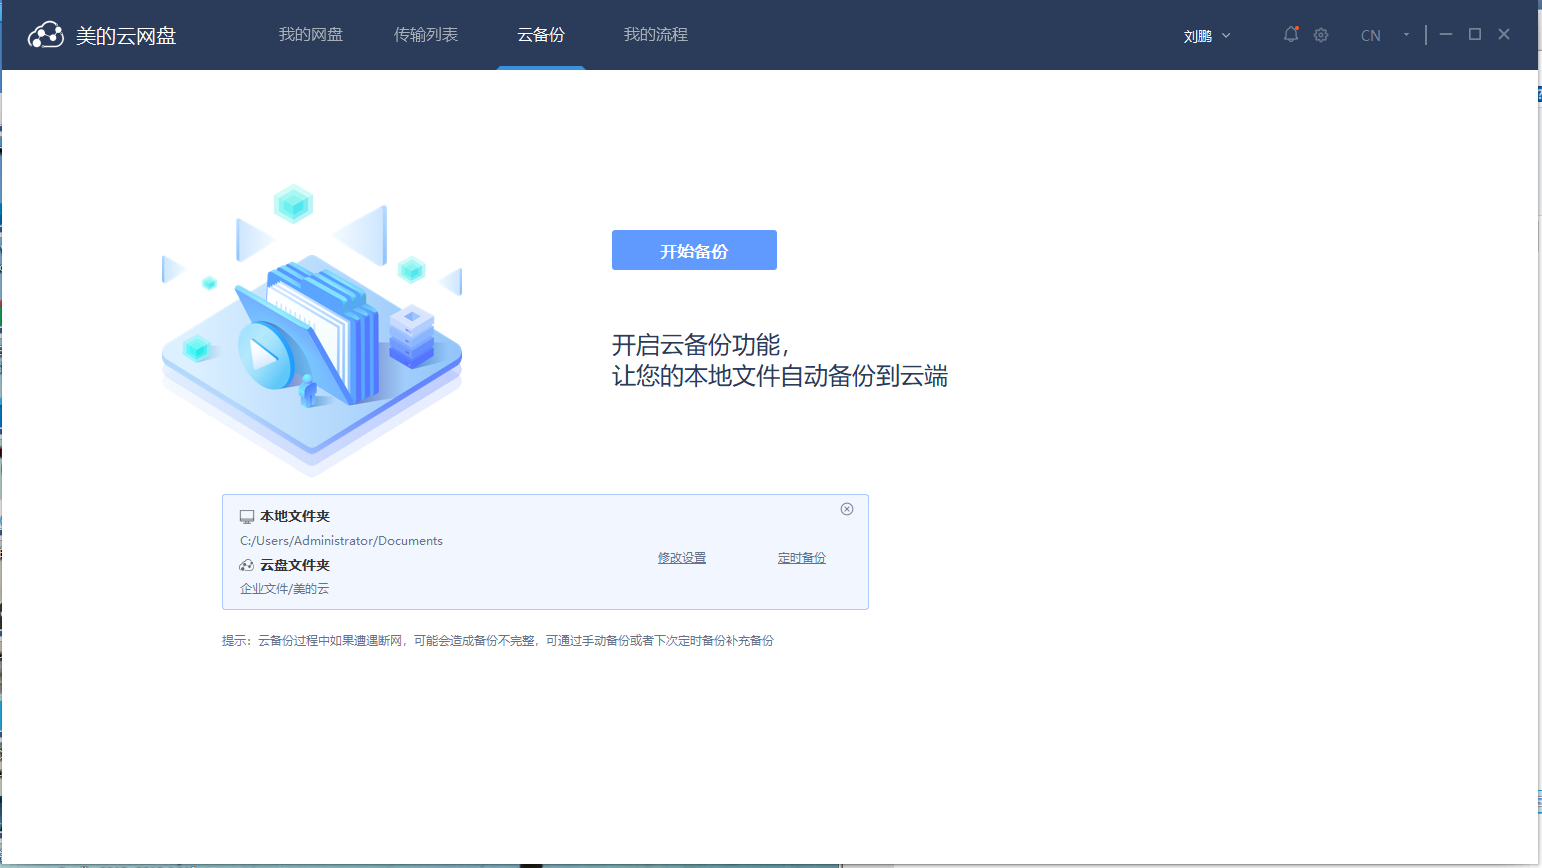 美的云网盘
我的网盘
传输列表
云备份
我的流程
刘鹏
CN
开始备份
开启云备份功能，
让您的本地文件自动备份到云端
本地文件夹
C:/Users/Administrator/Documents
云盘文件夹
企业文件/美的云
修改设置
定时备份
提示：云备份过程中如果遭遇断网，可能会造成备份不完整，可通过手动备份或者下次定时备份补充备份